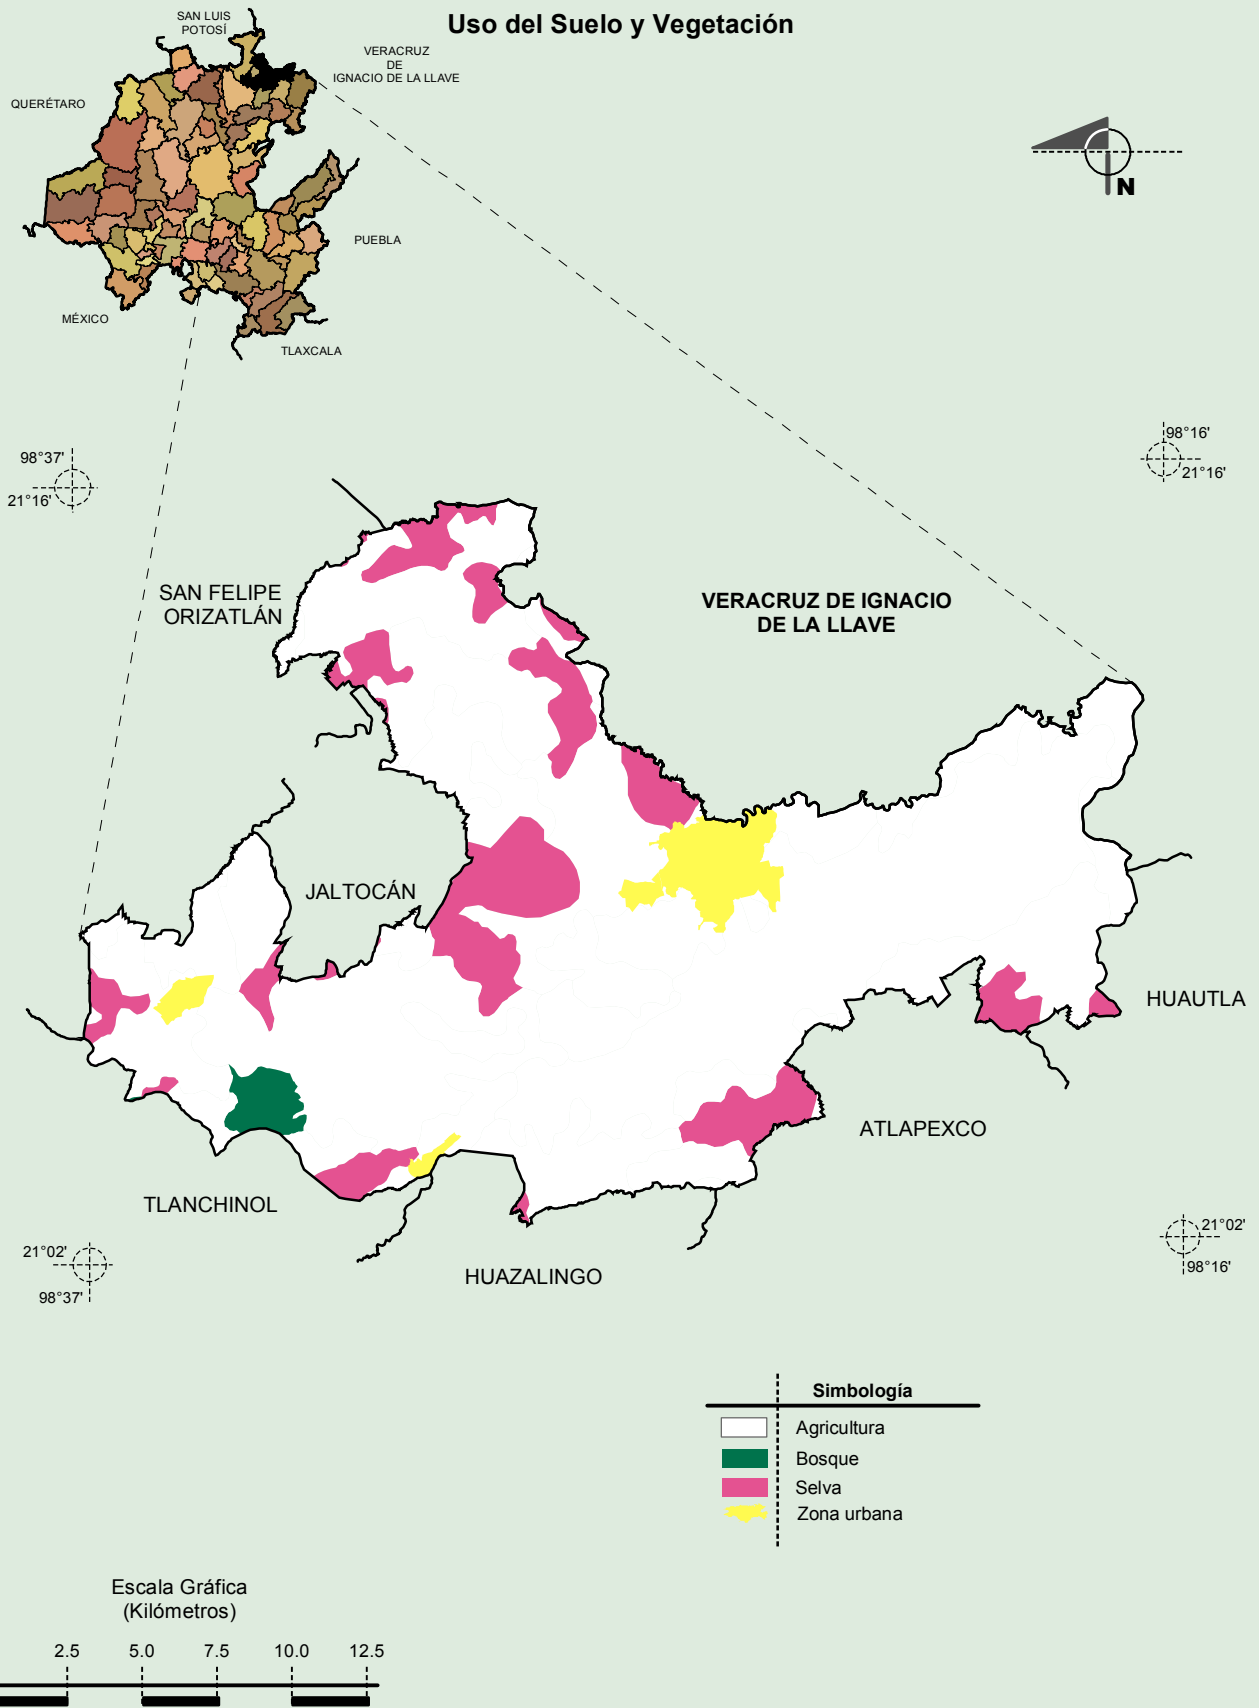 Uso del Suelo y Vegetación
SAN LUIS
POTOSÍ
VERACRUZ
DE
IGNACIO DE LA LLAVE
QUERÉTARO
PUEBLA
MÉXICO
TLAXCALA
N
98°37'
21°16'
98°16'
21°16'
SAN FELIPE
ORIZATLÁN
VERACRUZ DE IGNACIO
DE LA LLAVE
JALTOCÁN
HUAUTLA
ATLAPEXCO
TLANCHINOL
HUAZALINGO
21°02'
98°37'
21°02'
98°16'
Simbología
Agricultura
Bosque
Selva
Zona urbana
Escala Gráfica
(Kilómetros)
2.5 5.0 7.5 10.0 12.5